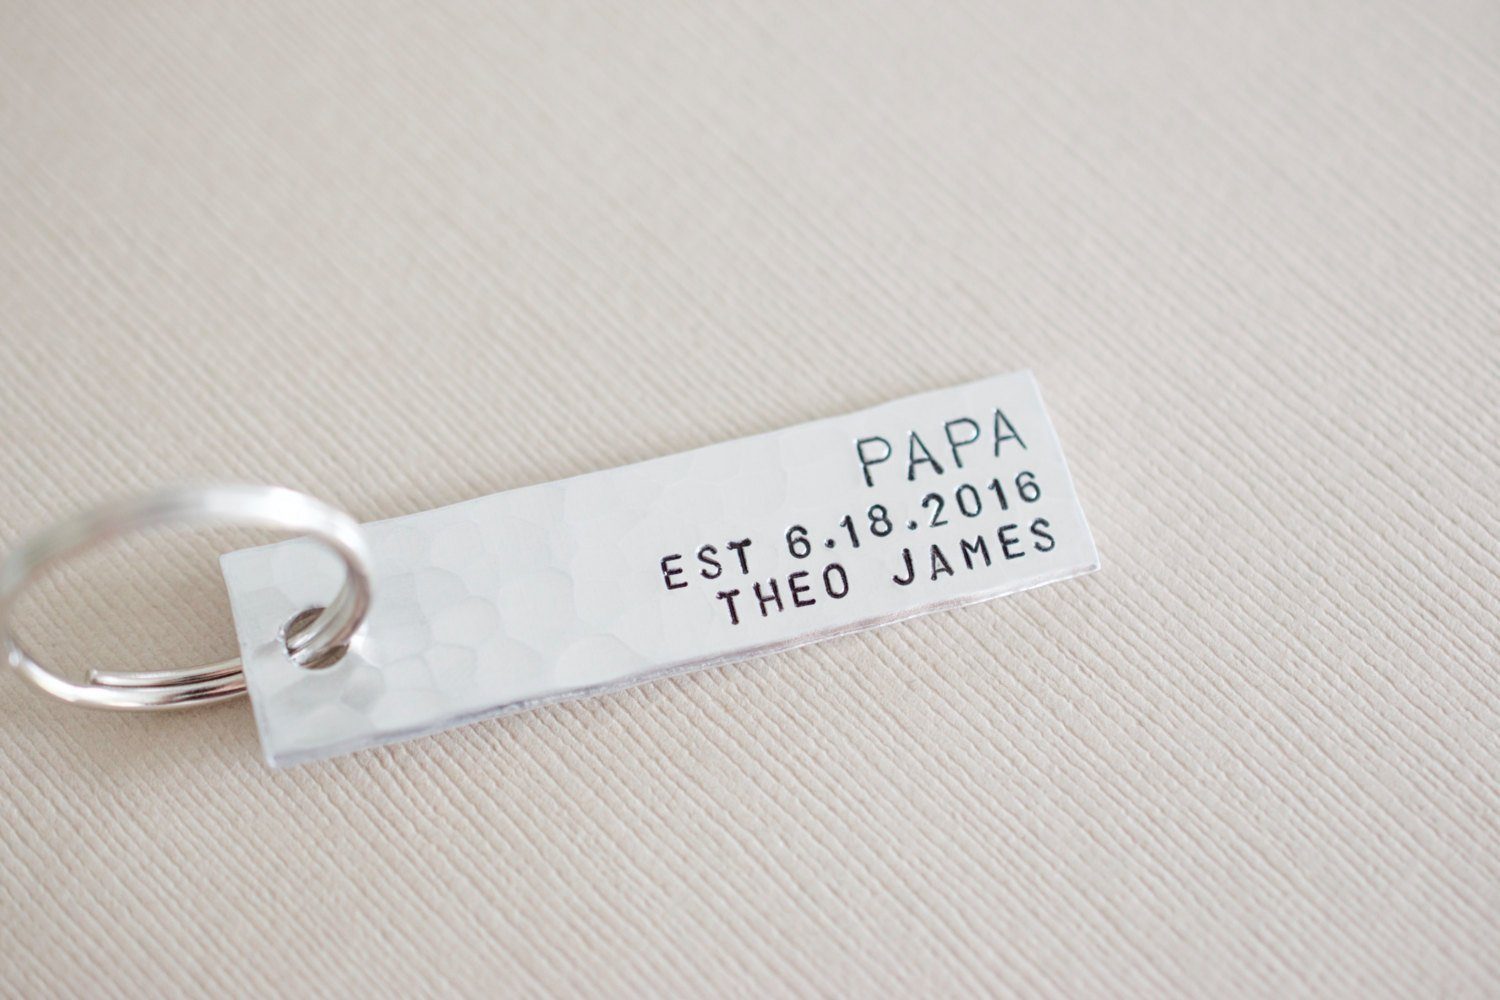 PAPA
EST 6.18.2016
THEO JAMES